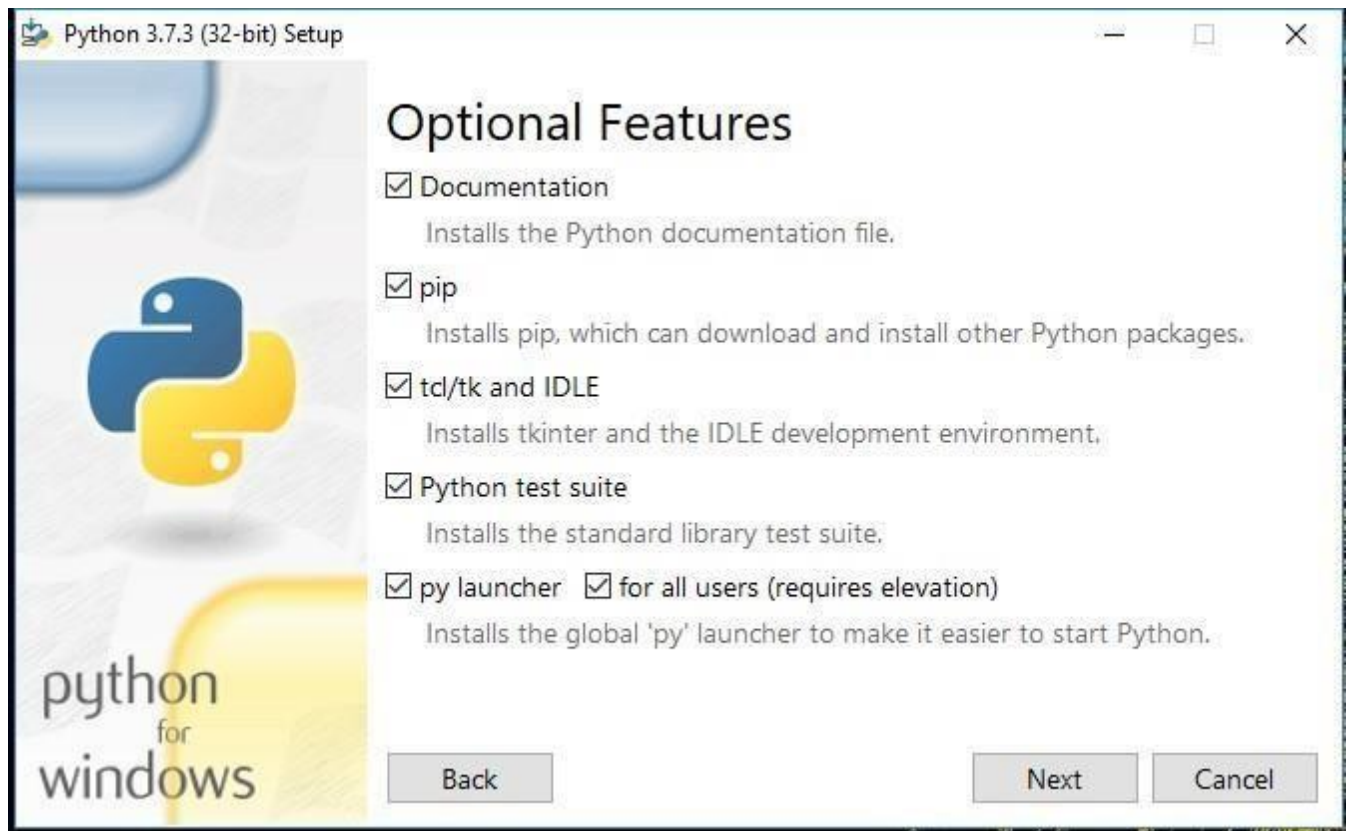 Python 3.7.3 (32-bit) Setup
Optional Features
Documentation
Installs the Python documentation file.
pip
Installs pip, which can download and install other Python packages.
tcl/tk and IDLE
Installs tkinter and the IDLE development environment.
Python test suite
Installs the standard library test suite.
py launcher for all users (requires elevation)
Installs the global 'py' launcher to make it easier to start Python.
python
for
windows
Back Next Cancel